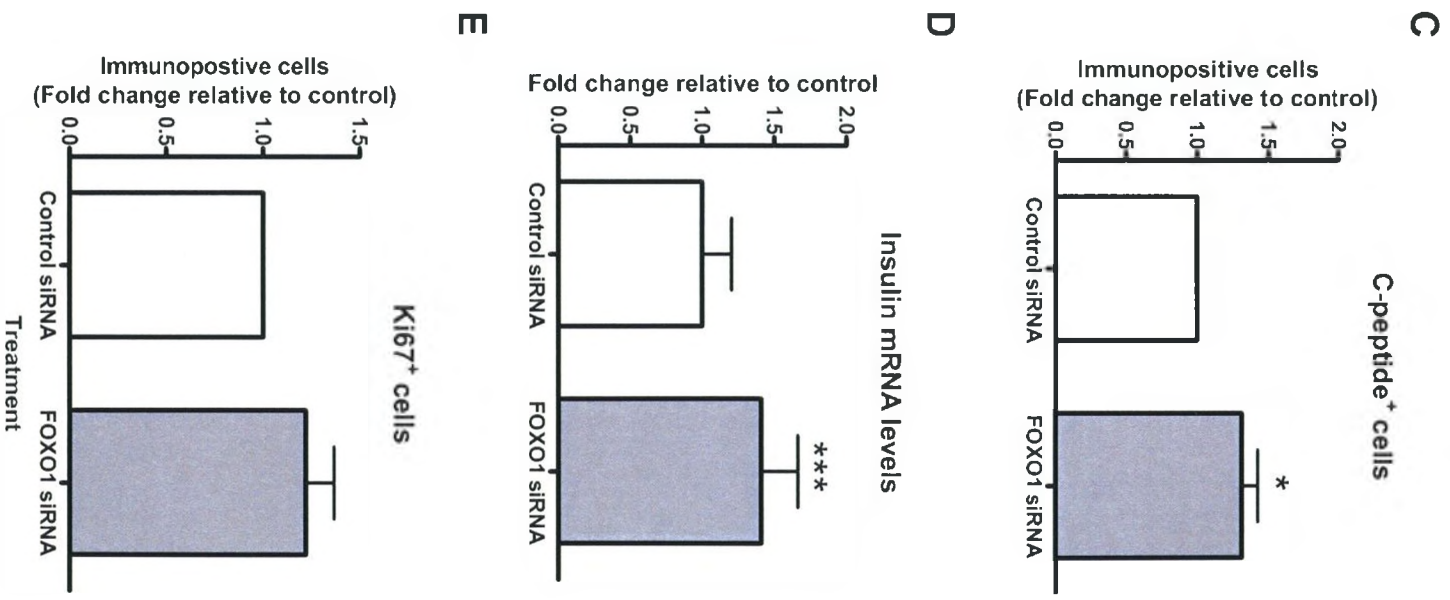 C
C-peptide⁺ cells
Immunopositive cells
(Fold change relative to control)
2.0
1.5
1.0
0.5
0.0
*
Control siRNA
FOXO1 siRNA
D
Insulin mRNA levels
Fold change relative to control
2.0
1.5
1.0
0.5
0.0
***
Control siRNA
FOXO1 siRNA
E
Ki67⁺ cells
Immunopostive cells
(Fold change relative to control)
1.5
1.0
0.5
0.0
Control siRNA
FOXO1 siRNA
Treatment